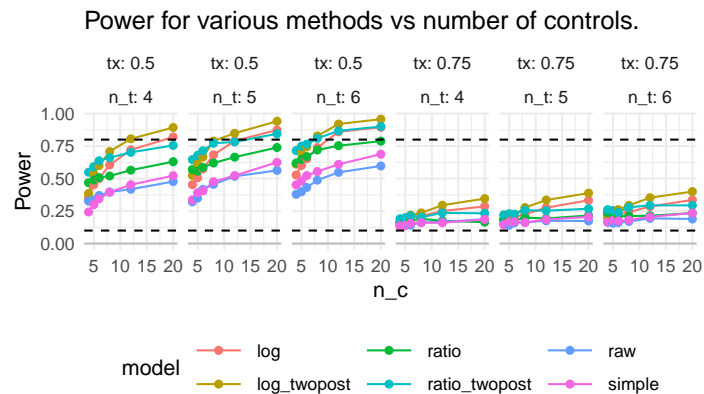 Power for various methods vs number of controls.
tx: 0.5 tx: 0.5 tx: 0.5 tx: 0.75 tx: 0.75 tx: 0.75
n_t: 4 n_t: 5 n_t: 6 n_t: 4 n_t: 5 n_t: 6
1.00
0.75
0.50
0.25
0.00
Power
5 10 15 20 5 10 15 20 5 10 15 20 5 10 15 20 5 10 15 20 5 10 15 20
n_c
model
log ratio raw
log_twopost ratio_twopost simple